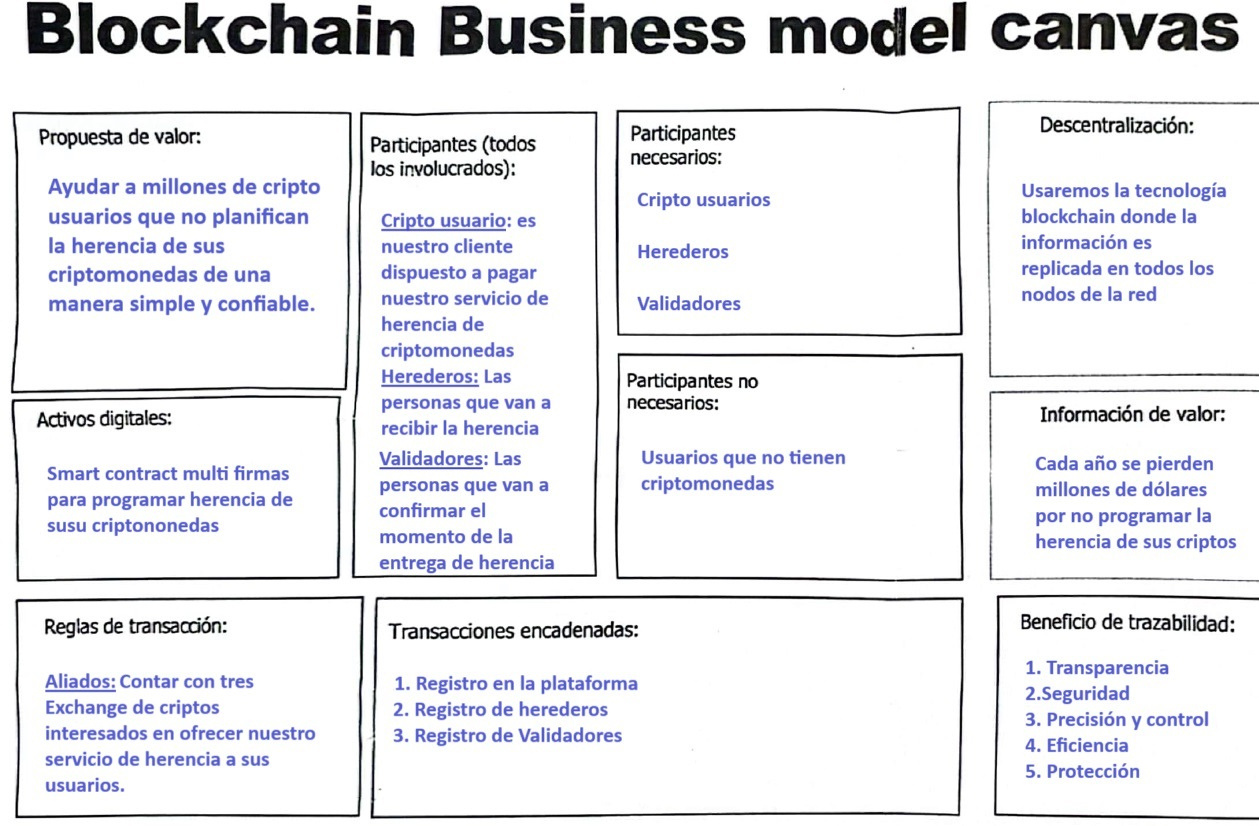 Blockchain Business model canvas
Propuesta de valor:
Ayudar a millones de cripto
usuarios que no planifican
la herencia de sus
criptomonedas de una
manera simple y confiable.
Activos digitales:
Smart contract multi firmas
para programar herencia de
susu criptononedas
Participantes (todos
los involucrados):
Cripto usuario: es
nuestro cliente
dispuesto a pagar
nuestro servicio de
herencia de
criptomonedas
Herederos: Las
personas que van a
recibir la herencia
Validadores: Las
personas que van a
confirmar el
momento de la
entrega de herencia
Participantes
necesarios:
Cripto usuarios
Herederos
Validadores
Participantes no
necesarios:
Usuarios que no tienen
criptomonedas
Descentralización:
Usaremos la tecnología
blockchain donde la
información es
replicada en todos los
nodos de la red
Información de valor:
Cada año se pierden
millones de dólares
por no programar la
herencia de sus criptos
Reglas de transacción:
Aliados: Contar con tres
Exchange de criptos
interesados en ofrecer nuestro
servicio de herencia a sus
usuarios.
Transacciones encadenadas:
1. Registro en la plataforma
2. Registro de herederos
3. Registro de Validadores
Beneficio de trazabilidad:
1. Transparencia
2.Seguridad
3. Precisión y control
4. Eficiencia
5. Protección